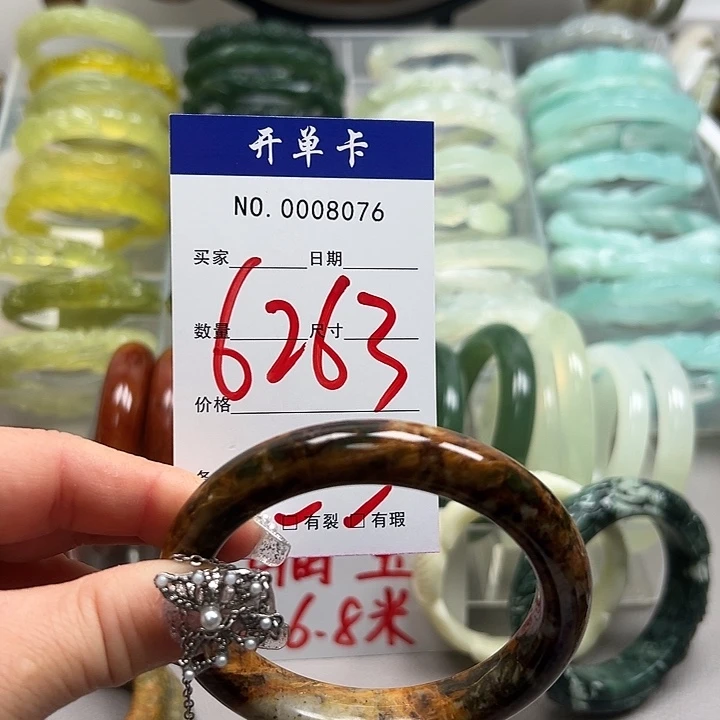 开单卡
NO. 0008076
买家 日期
6263
数量 尺寸
价格
有裂 有瑕
玉
6.8米